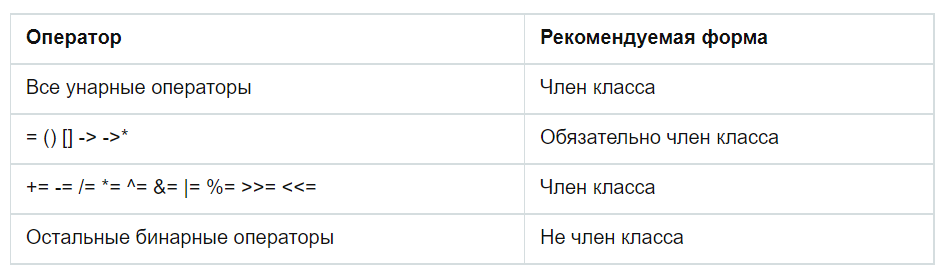 Оператор Рекомендуемая форма
Все унарные операторы Член класса
= () [] -> ->* Обязательно член класса
+= -= /= *= ^= &= |= %= >>= <<= Член класса
Остальные бинарные операторы Не член класса